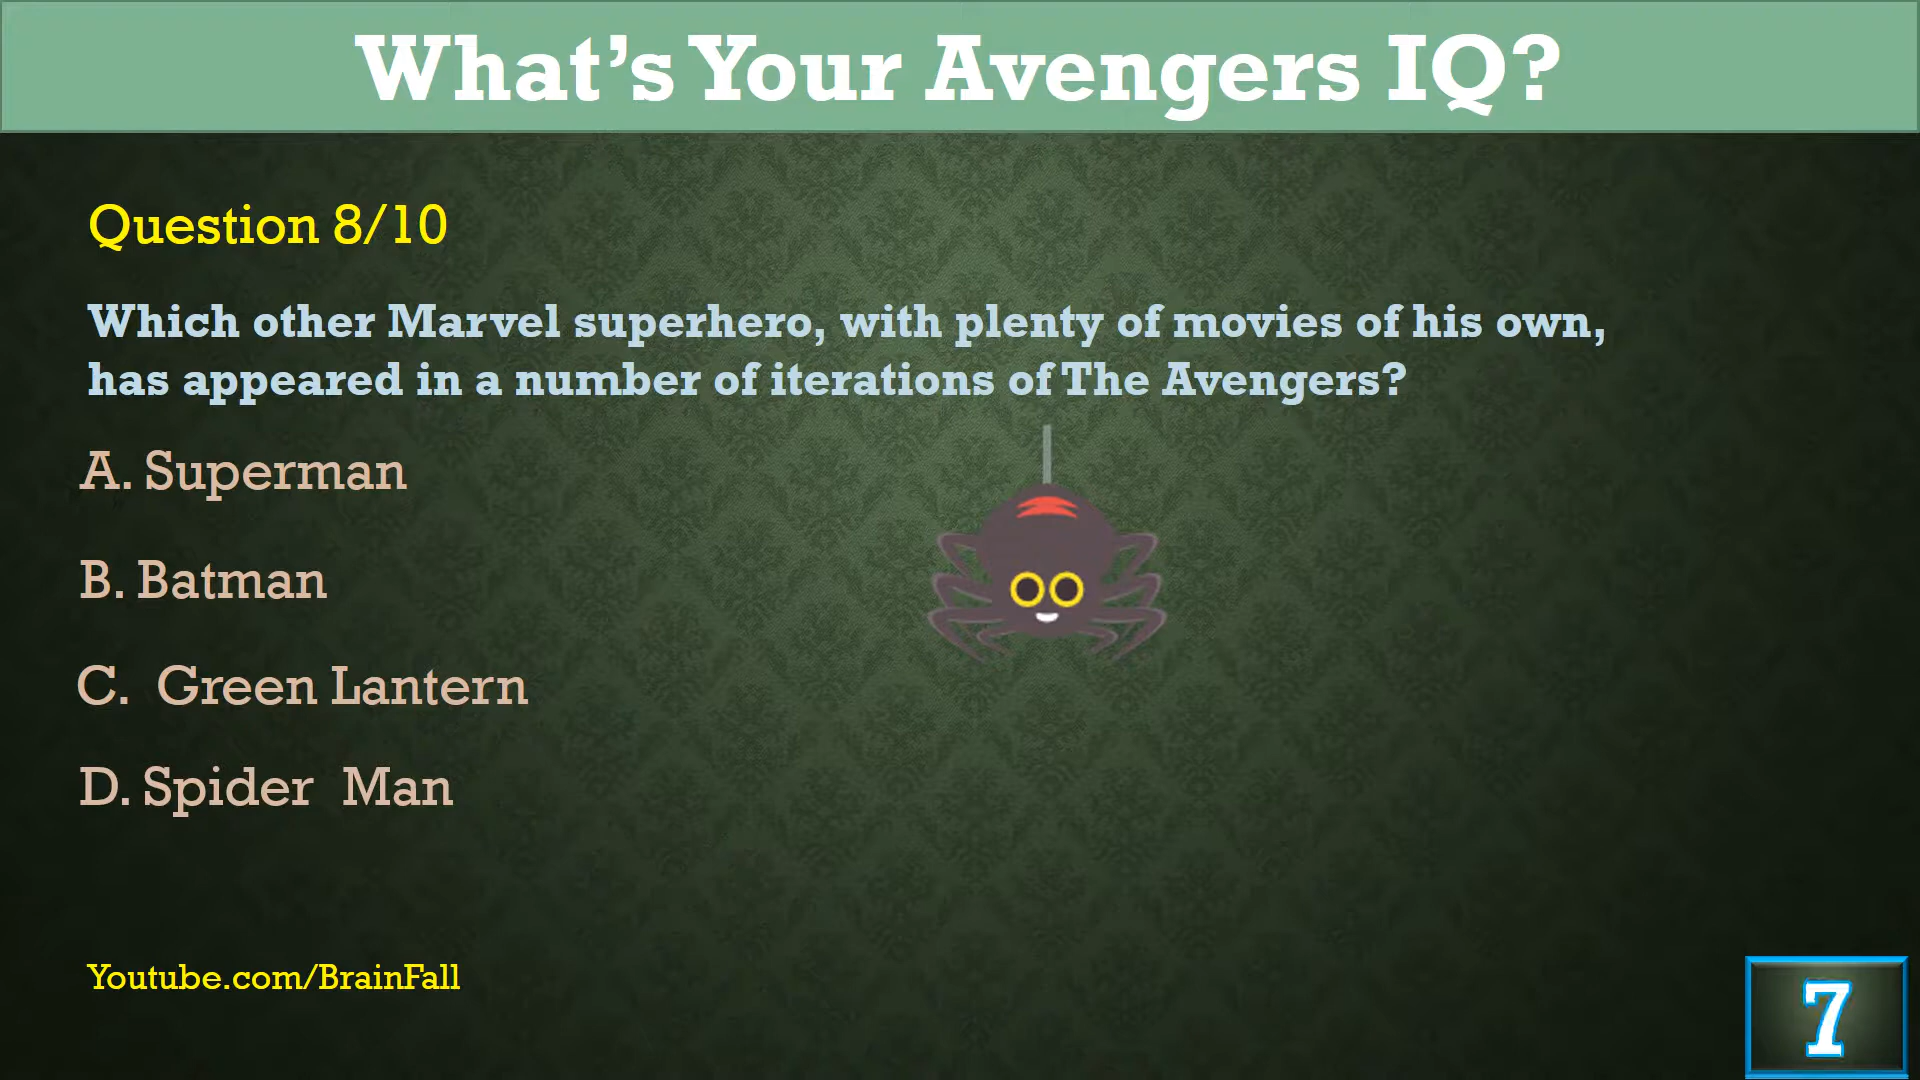 What's Your Avengers IQ?
Question 8/10
Which other Marvel superhero, with plenty of movies of his own,
has appeared in a number of iterations of The Avengers?
A. Superman
B. Batman
C. Green Lantern
D. Spider Man
Youtube.com/BrainFall
7